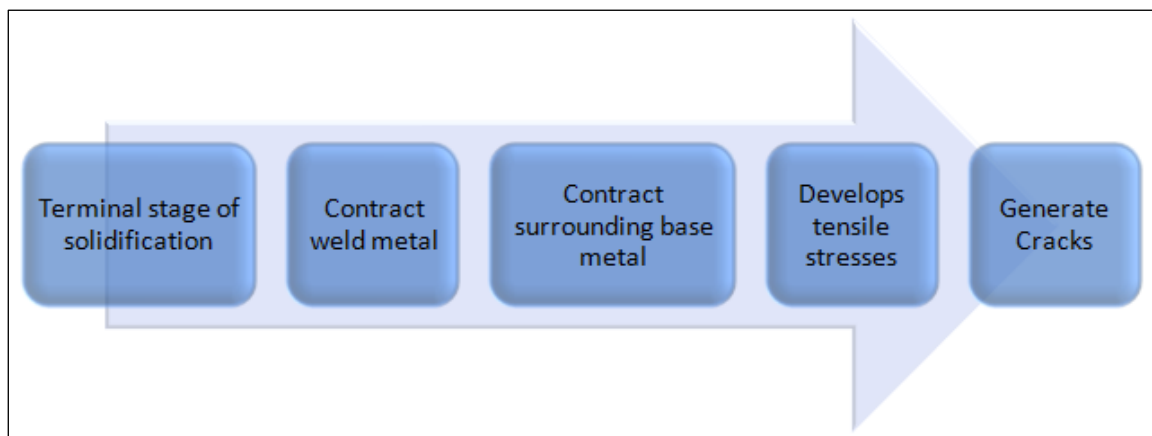 Terminal stage of
solidification
Contract
weld metal
Contract
surrounding base
metal
Develops
tensile
stresses
Generate
Cracks